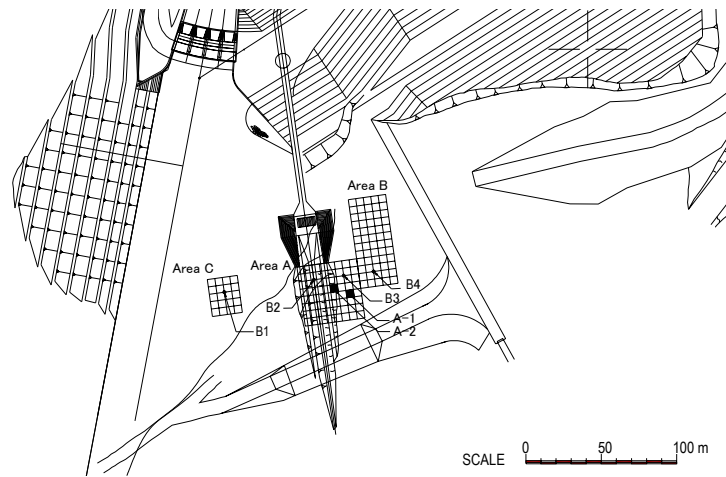 Area B
Area C
Area A
B4
B3
B2
A-1
A-2
B1
0 50 100 m
SCALE